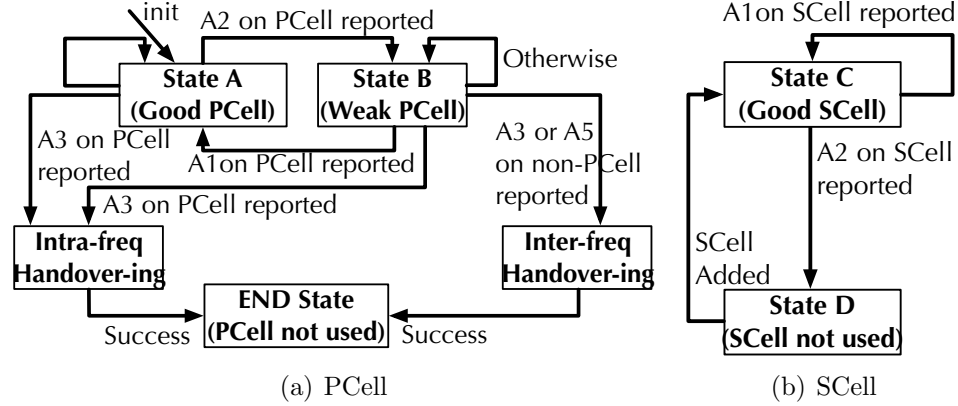 init
A2 on PCell reported
A1on SCell reported
State A
(Good PCell)
State B
(Weak PCell)
Otherwise
State C
(Good SCell)
A3 on PCell
reported
A1on PCell reported
A3 or A5
on non-PCell
reported
A2 on SCell
reported
A3 on PCell reported
Intra-freq
Handover-ing
Inter-freq
Handover-ing
SCell
Added
END State
(PCell not used)
Success
Success
State D
(SCell not used)
(a) PCell
(b) SCell